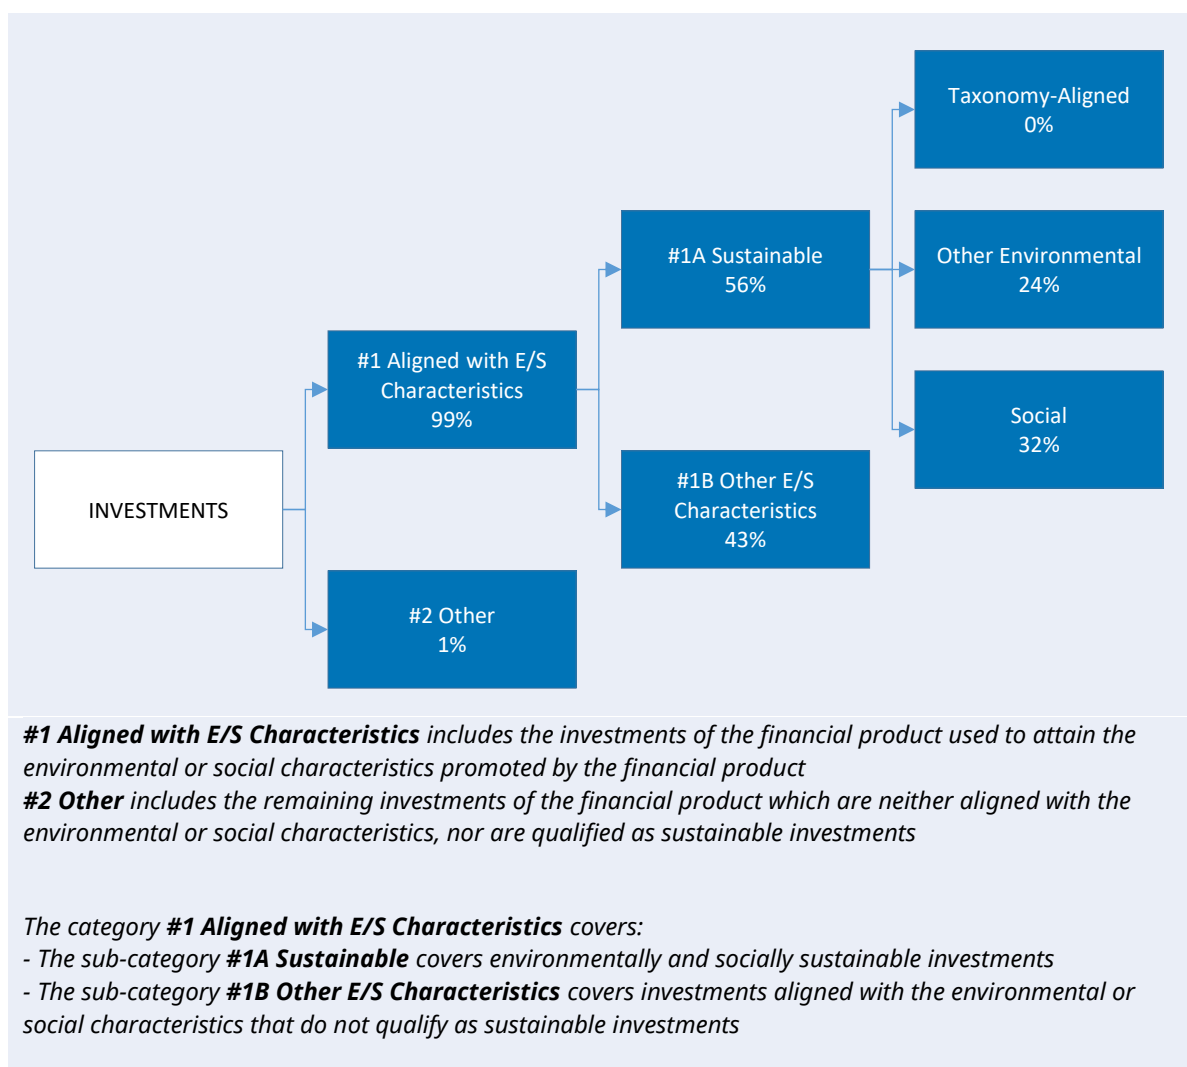 Taxonomy-Aligned
0%
#1A Sustainable
56%
Other Environmental
24%
#1 Aligned with E/S
Characteristics
99%
Social
32%
INVESTMENTS
#1B Other E/S
Characteristics
43%
#2 Other
1%
#1 Aligned with E/S Characteristics includes the investments of the financial product used to attain the
environmental or social characteristics promoted by the financial product
#2 Other includes the remaining investments of the financial product which are neither aligned with the
environmental or social characteristics, nor are qualified as sustainable investments
The category #1 Aligned with E/S Characteristics covers:
- The sub-category #1A Sustainable covers environmentally and socially sustainable investments
- The sub-category #1B Other E/S Characteristics covers investments aligned with the environmental or
social characteristics that do not qualify as sustainable investments